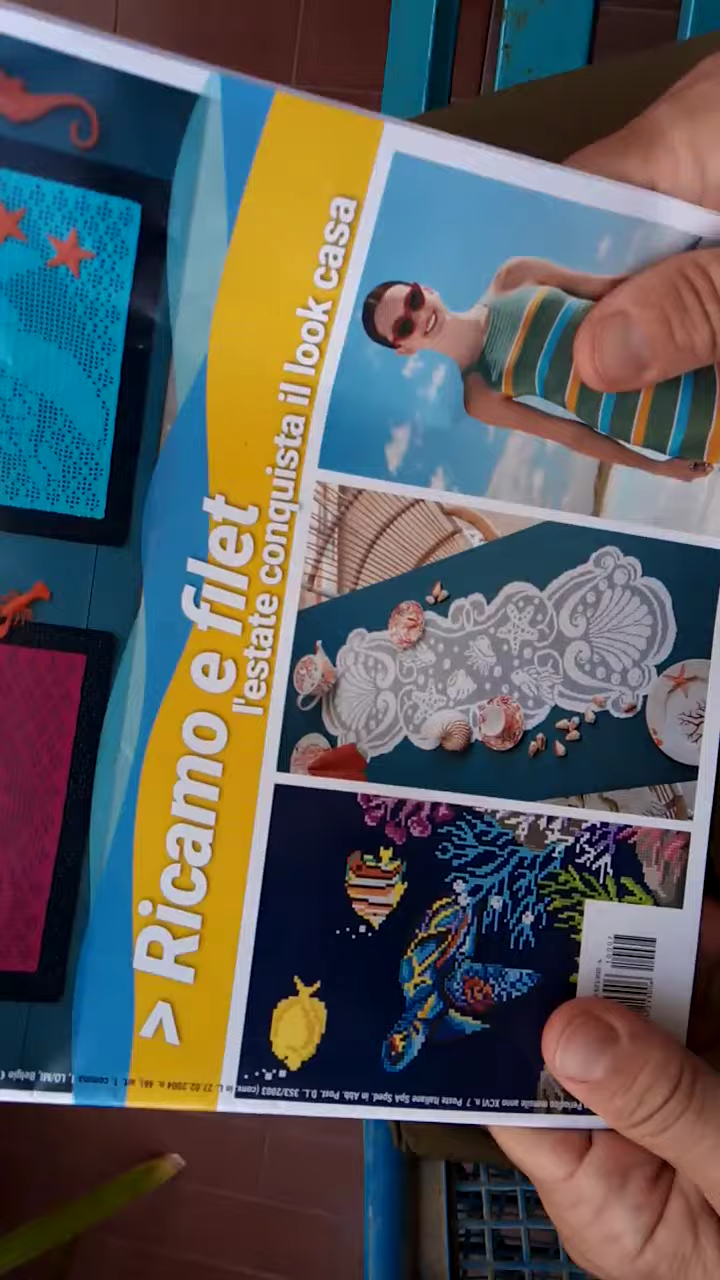 > Ricamo e filet
l'estate conquista il look casa
Periodico mensile anno XCVI n. 7 Poste Italiane SpA Sped. in Abb. Post. D.L. 353/2003 (conv. in L. 27.02.2004 n. 46), art. 1, comma 1, LO/MI, Belgio